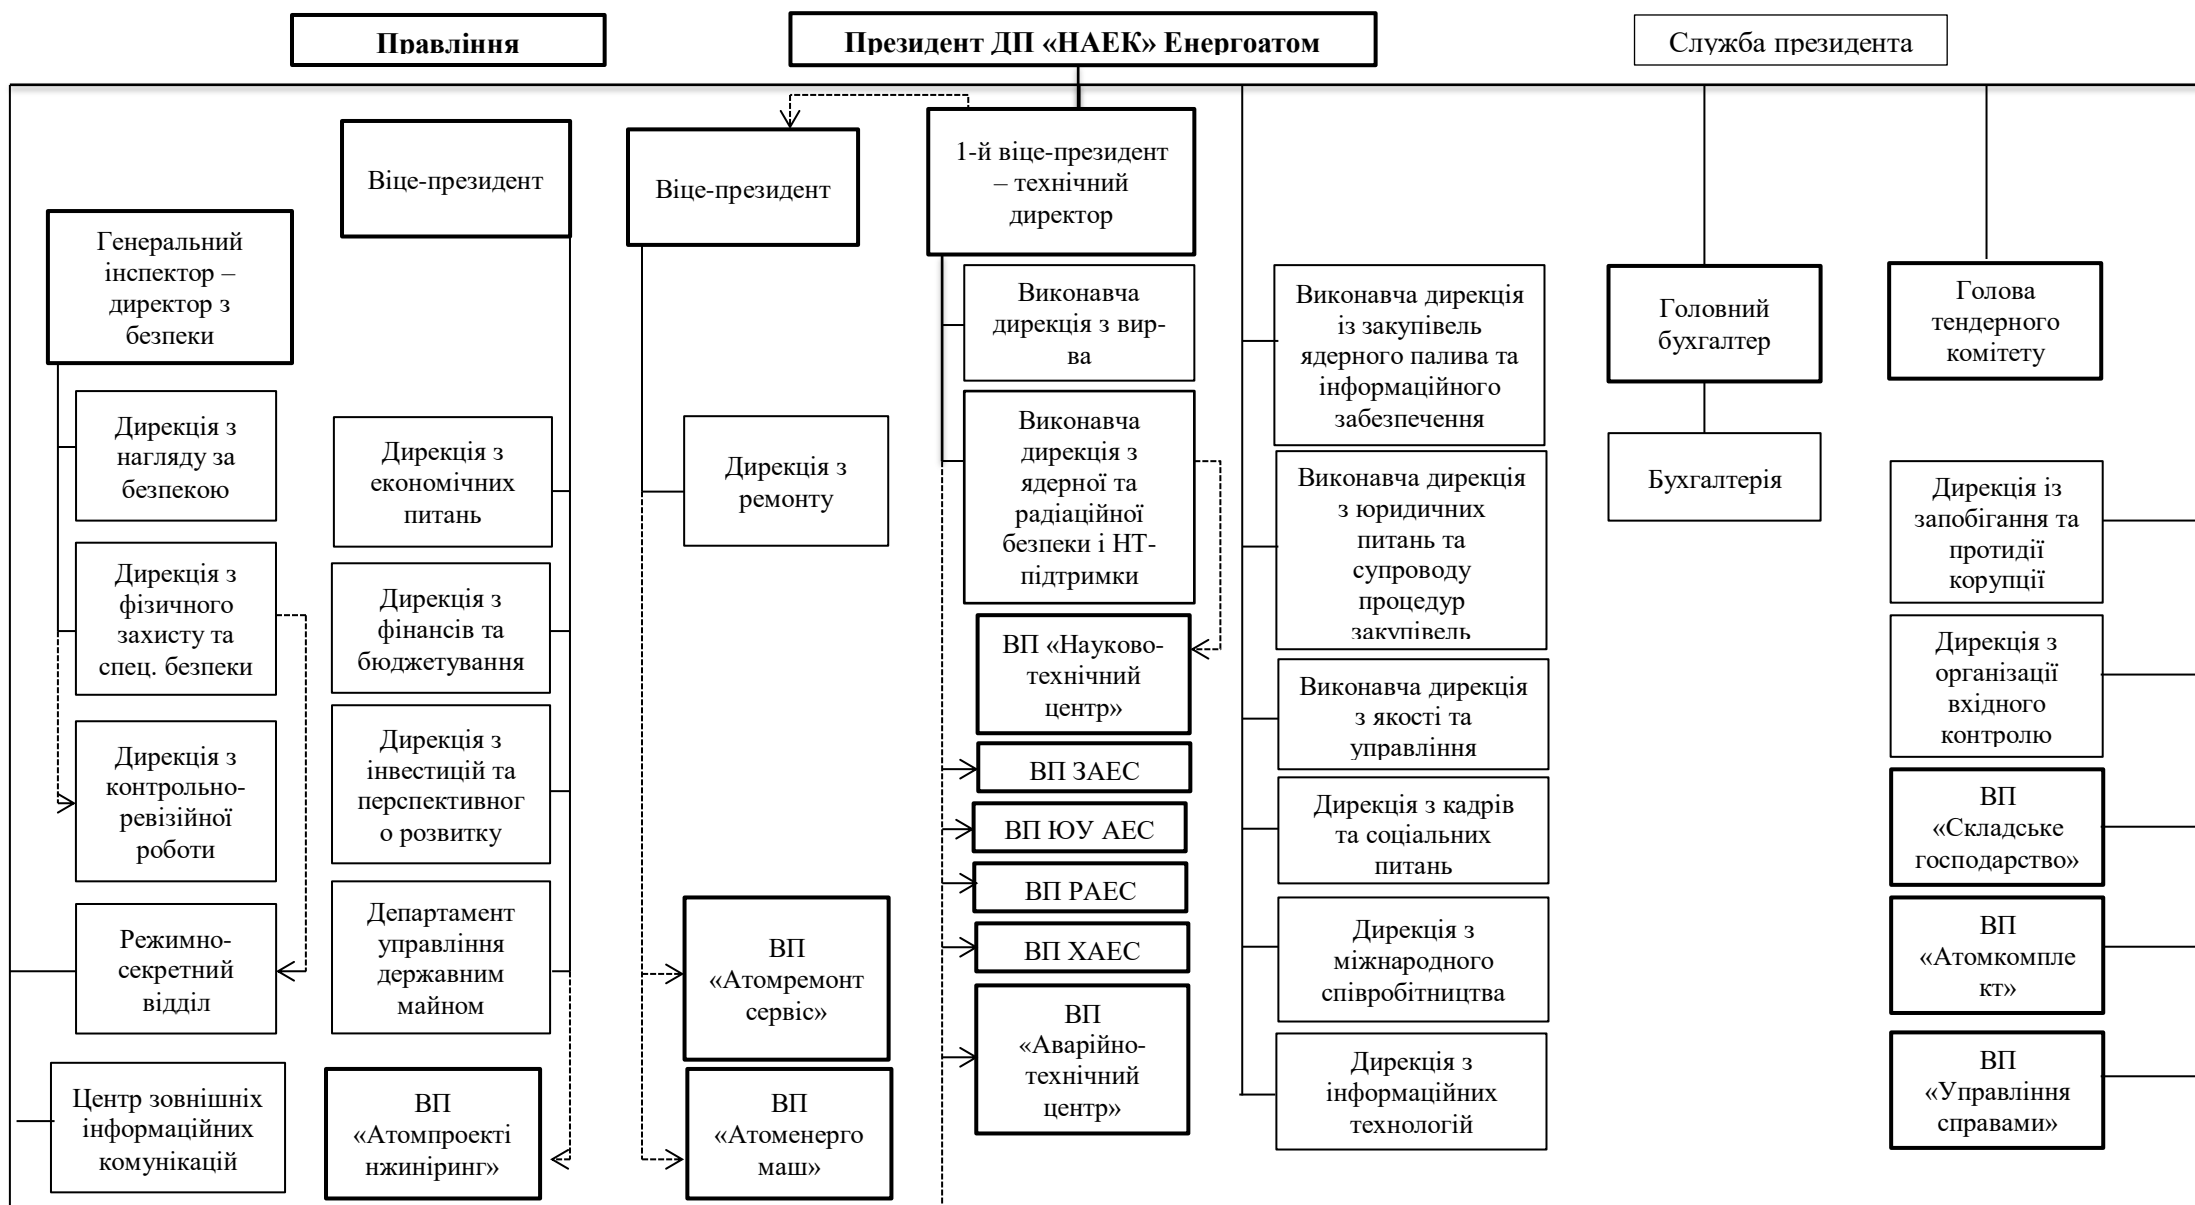 Правління
Президент ДП «НАЕК» Енергоатом
Служба президента
Генеральний
інспектор –
директор з
безпеки
Дирекція з
нагляду за
безпекою
Дирекція з
фізичного
захисту та
спец. безпеки
Дирекція з
контрольно-
ревізійної
роботи
Режимно-
секретний
відділ
Центр зовнішніх
інформаційних
комунікацій
Віце-президент
Дирекція з
економічних
питань
Дирекція з
фінансів та
бюджетування
Дирекція з
інвестицій та
перспективног
о розвитку
Департамент
управління
державним
майном
ВП
«Атомпроекті
нжиніринг»
Віце-президент
Дирекція з
ремонту
ВП
«Атомремонт
сервіс»
ВП
«Атоменерго
маш»
1-й віце-президент
– технічний
директор
Виконавча
дирекція з вир-
ва
Виконавча
дирекція з
ядерної та
радіаційної
безпеки і НТ-
підтримки
ВП «Науково-
технічний
центр»
ВП ЗАЕС
ВП ЮУ АЕС
ВП РАЕС
ВП ХАЕС
ВП
«Аварійно-
технічний
центр»
Виконавча дирекція
із закупівель
ядерного палива та
інформаційного
забезпечення
Виконавча дирекція
з юридичних
питань та
супроводу
процедур
закупівель
Виконавча дирекція
з якості та
управління
Дирекція з кадрів
та соціальних
питань
Дирекція з
міжнародного
співробітництва
Дирекція з
інформаційних
технологій
Головний
бухгалтер
Бухгалтерія
Голова
тендерного
комітету
Дирекція із
запобігання та
протидії
корупції
Дирекція з
організації
вхідного
контролю
ВП
«Складське
господарство»
ВП
«Атомкомпле
кт»
ВП
«Управління
справами»